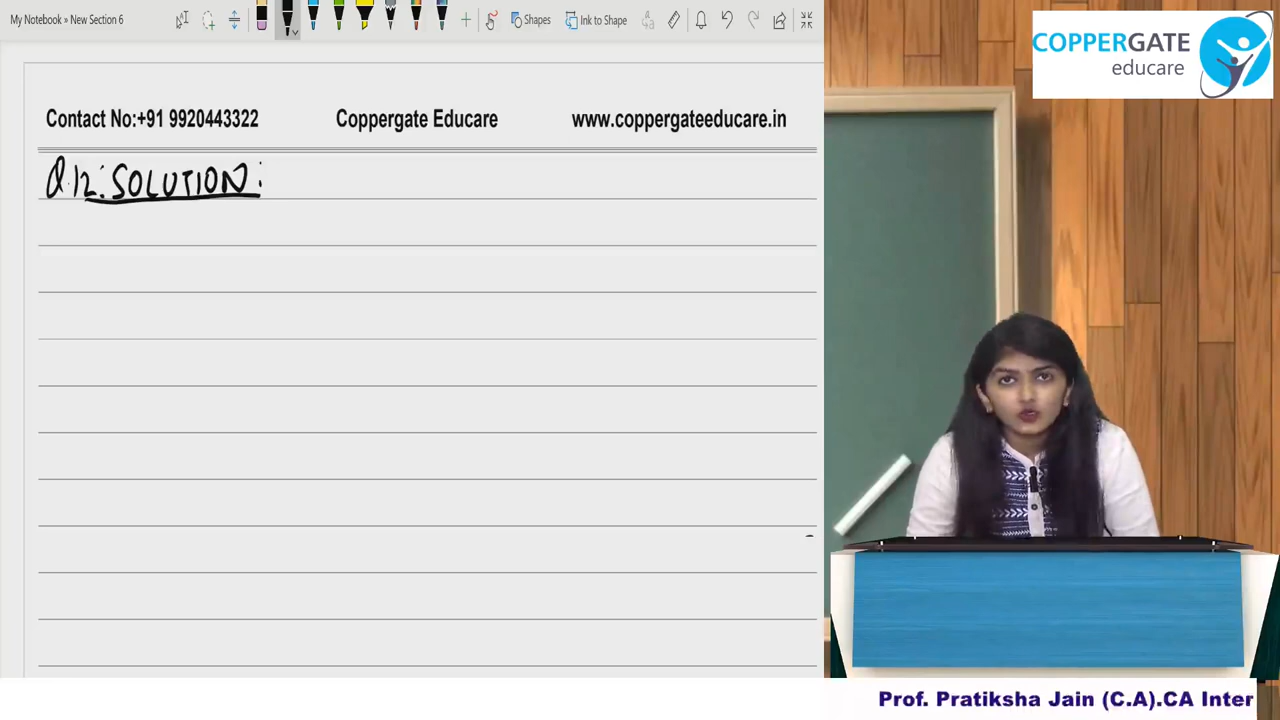 My Notebook » New Section 6
Shapes
Ink to Shape
COPPERGATE
educare
Contact No:+91 9920443322
Coppergate Educare
www.coppergateeducare.in
Q.12: SOLUTION:
Prof. Pratiksha Jain (C.A).CA Inter